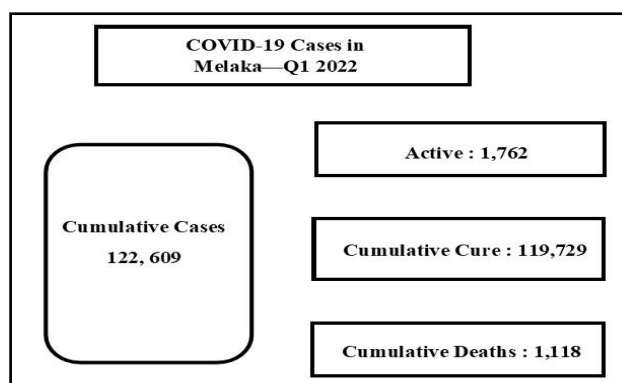 COVID-19 Cases in
Melaka—Q1 2022
Cumulative Cases
122, 609
Active : 1,762
Cumulative Cure : 119,729
Cumulative Deaths : 1,118